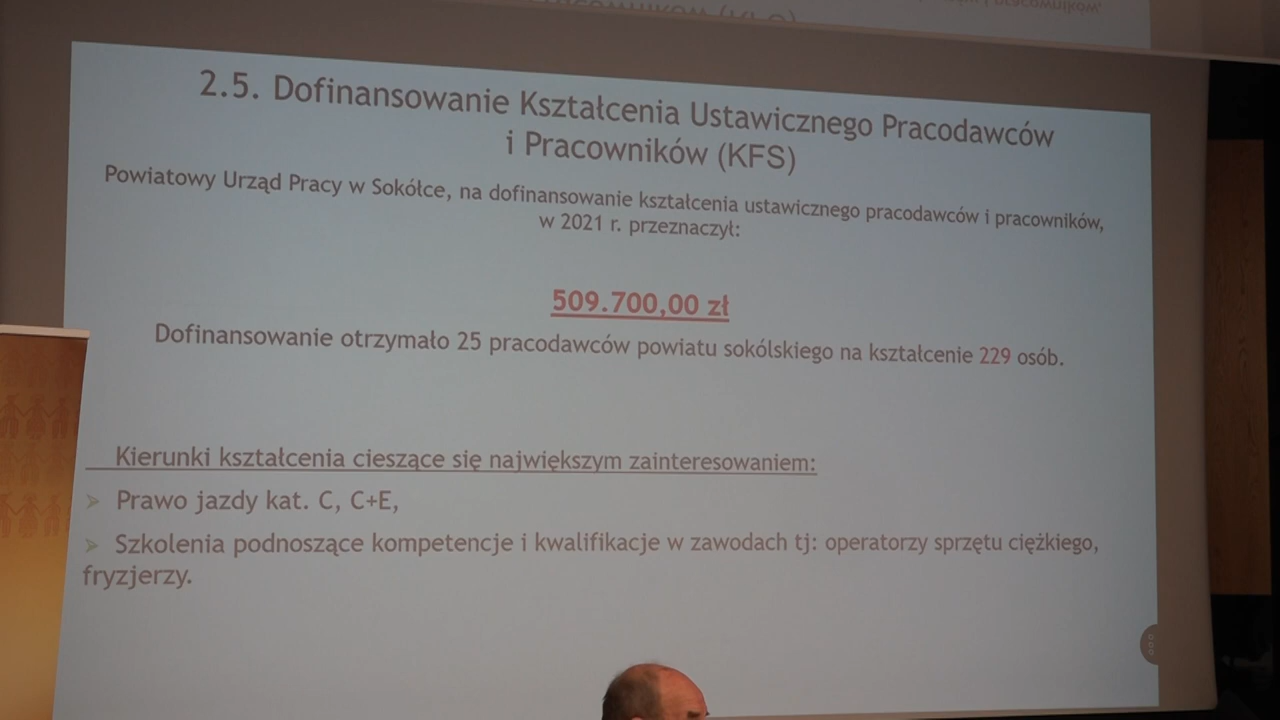 2.5. Dofinansowanie Kształcenia Ustawicznego Pracodawców
i Pracowników (KFS)
Powiatowy Urząd Pracy w Sokółce, na dofinansowanie kształcenia ustawicznego pracodawców i pracowników,
w 2021 r. przeznaczył:
509.700,00 zł
Dofinansowanie otrzymało 25 pracodawców powiatu sokólskiego na kształcenie 229 osób.
Kierunki kształcenia cieszące się największym zainteresowaniem:
Prawo jazdy kat. C, C+E,
Szkolenia podnoszące kompetencje i kwalifikacje w zawodach tj: operatorzy sprzętu ciężkiego,
fryzjerzy.